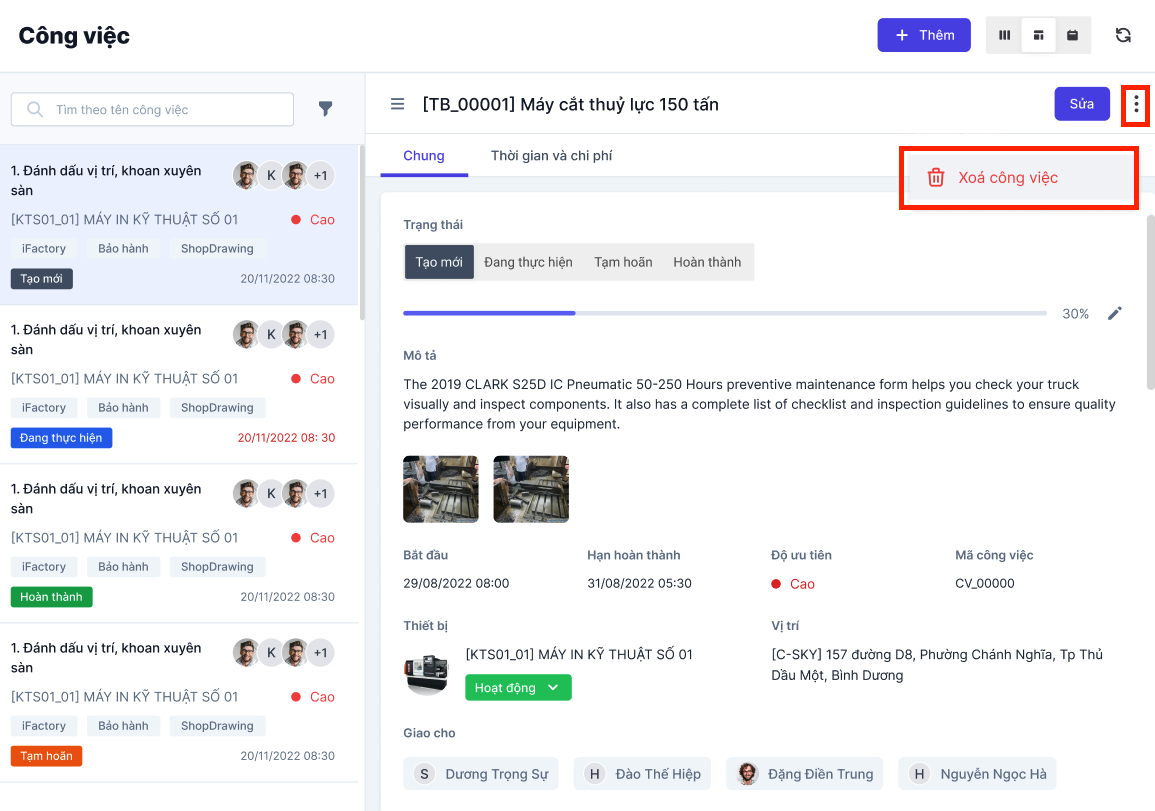 Công việc
Thêm
Tìm theo tên công việc
1. Đánh dấu vị trí, khoan xuyên
sàn
K
+1
[KTS01_01] MÁY IN KỸ THUẬT SỐ 01
Cao
iFactory
Bảo hành
ShopDrawing
Tạo mới
20/11/2022 08:30
1. Đánh dấu vị trí, khoan xuyên
sàn
K
+1
[KTS01_01] MÁY IN KỸ THUẬT SỐ 01
Cao
iFactory
Bảo hành
ShopDrawing
Đang thực hiện
20/11/2022 08: 30
1. Đánh dấu vị trí, khoan xuyên
sàn
K
+1
[KTS01_01] MÁY IN KỸ THUẬT SỐ 01
Cao
iFactory
Bảo hành
ShopDrawing
Hoàn thành
20/11/2022 08:30
1. Đánh dấu vị trí, khoan xuyên
sàn
K
+1
[KTS01_01] MÁY IN KỸ THUẬT SỐ 01
Cao
iFactory
Bảo hành
ShopDrawing
Tạm hoãn
20/11/2022 08:30
[TB_00001] Máy cắt thuỷ lực 150 tấn
Sửa
Chung
Thời gian và chi phí
Xoá công việc
Trạng thái
Tạo mới
Đang thực hiện
Tạm hoãn
Hoàn thành
30%
Mô tả
The 2019 CLARK S25D IC Pneumatic 50-250 Hours preventive maintenance form helps you check your truck
visually and inspect components. It also has a complete list of checklist and inspection guidelines to ensure quality
performance from your equipment.
Bắt đầu
Hạn hoàn thành
Độ ưu tiên
Mã công việc
29/08/2022 08:00
31/08/2022 05:30
Cao
CV_00000
Thiết bị
Vị trí
[KTS01_01] MÁY IN KỸ THUẬT SỐ 01
Hoạt động
[C-SKY] 157 đường D8, Phường Chánh Nghĩa, Tp Thủ
Dầu Một, Bình Dương
Giao cho
S
Dương Trọng Sự
H
Đào Thế Hiệp
Đặng Điền Trung
H
Nguyễn Ngọc Hà